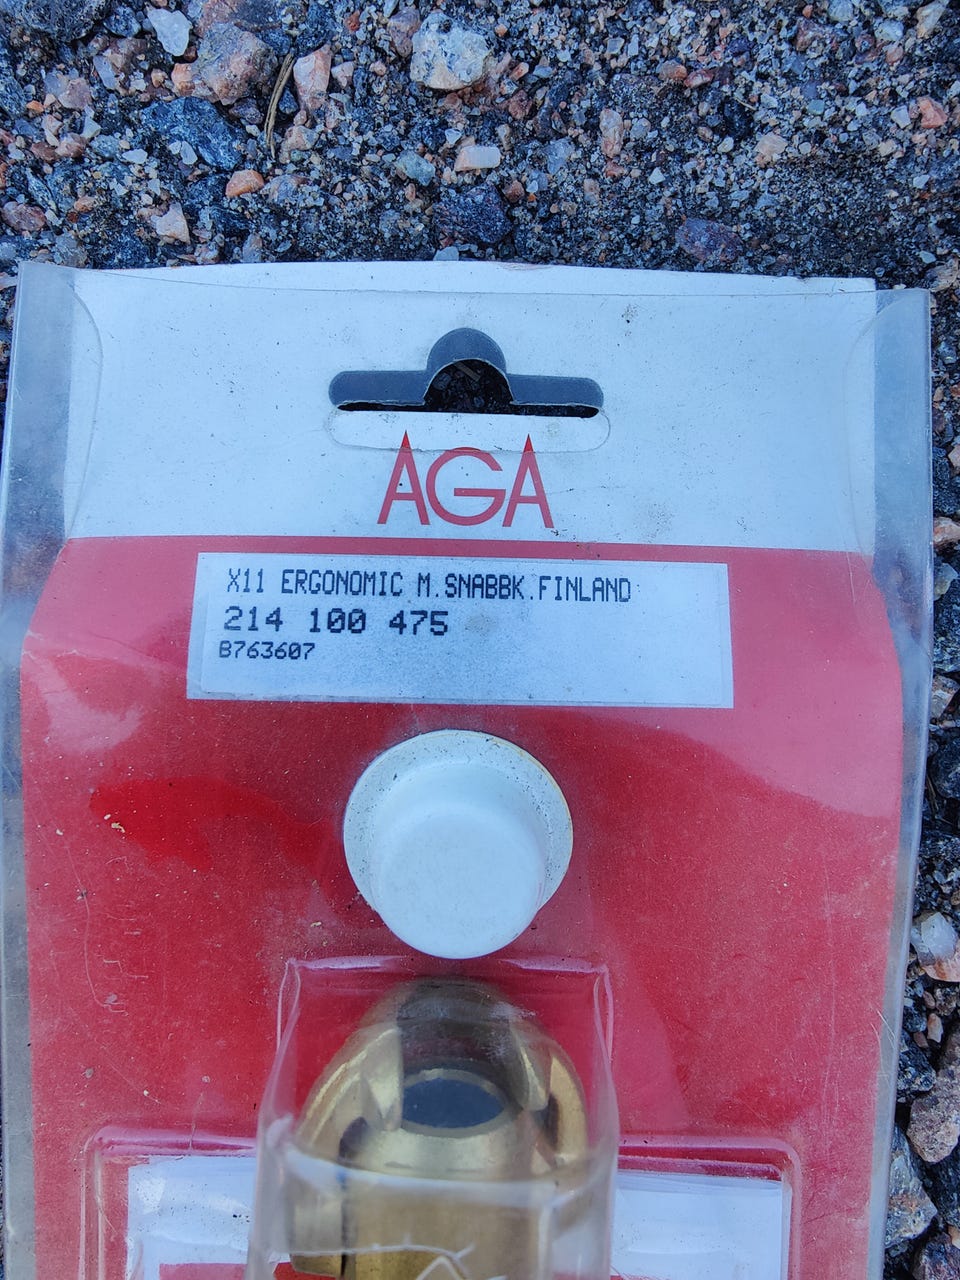 AGA
X11 ERGONOMIC M.SNABBK.FINLAND
214 100 475
B763607